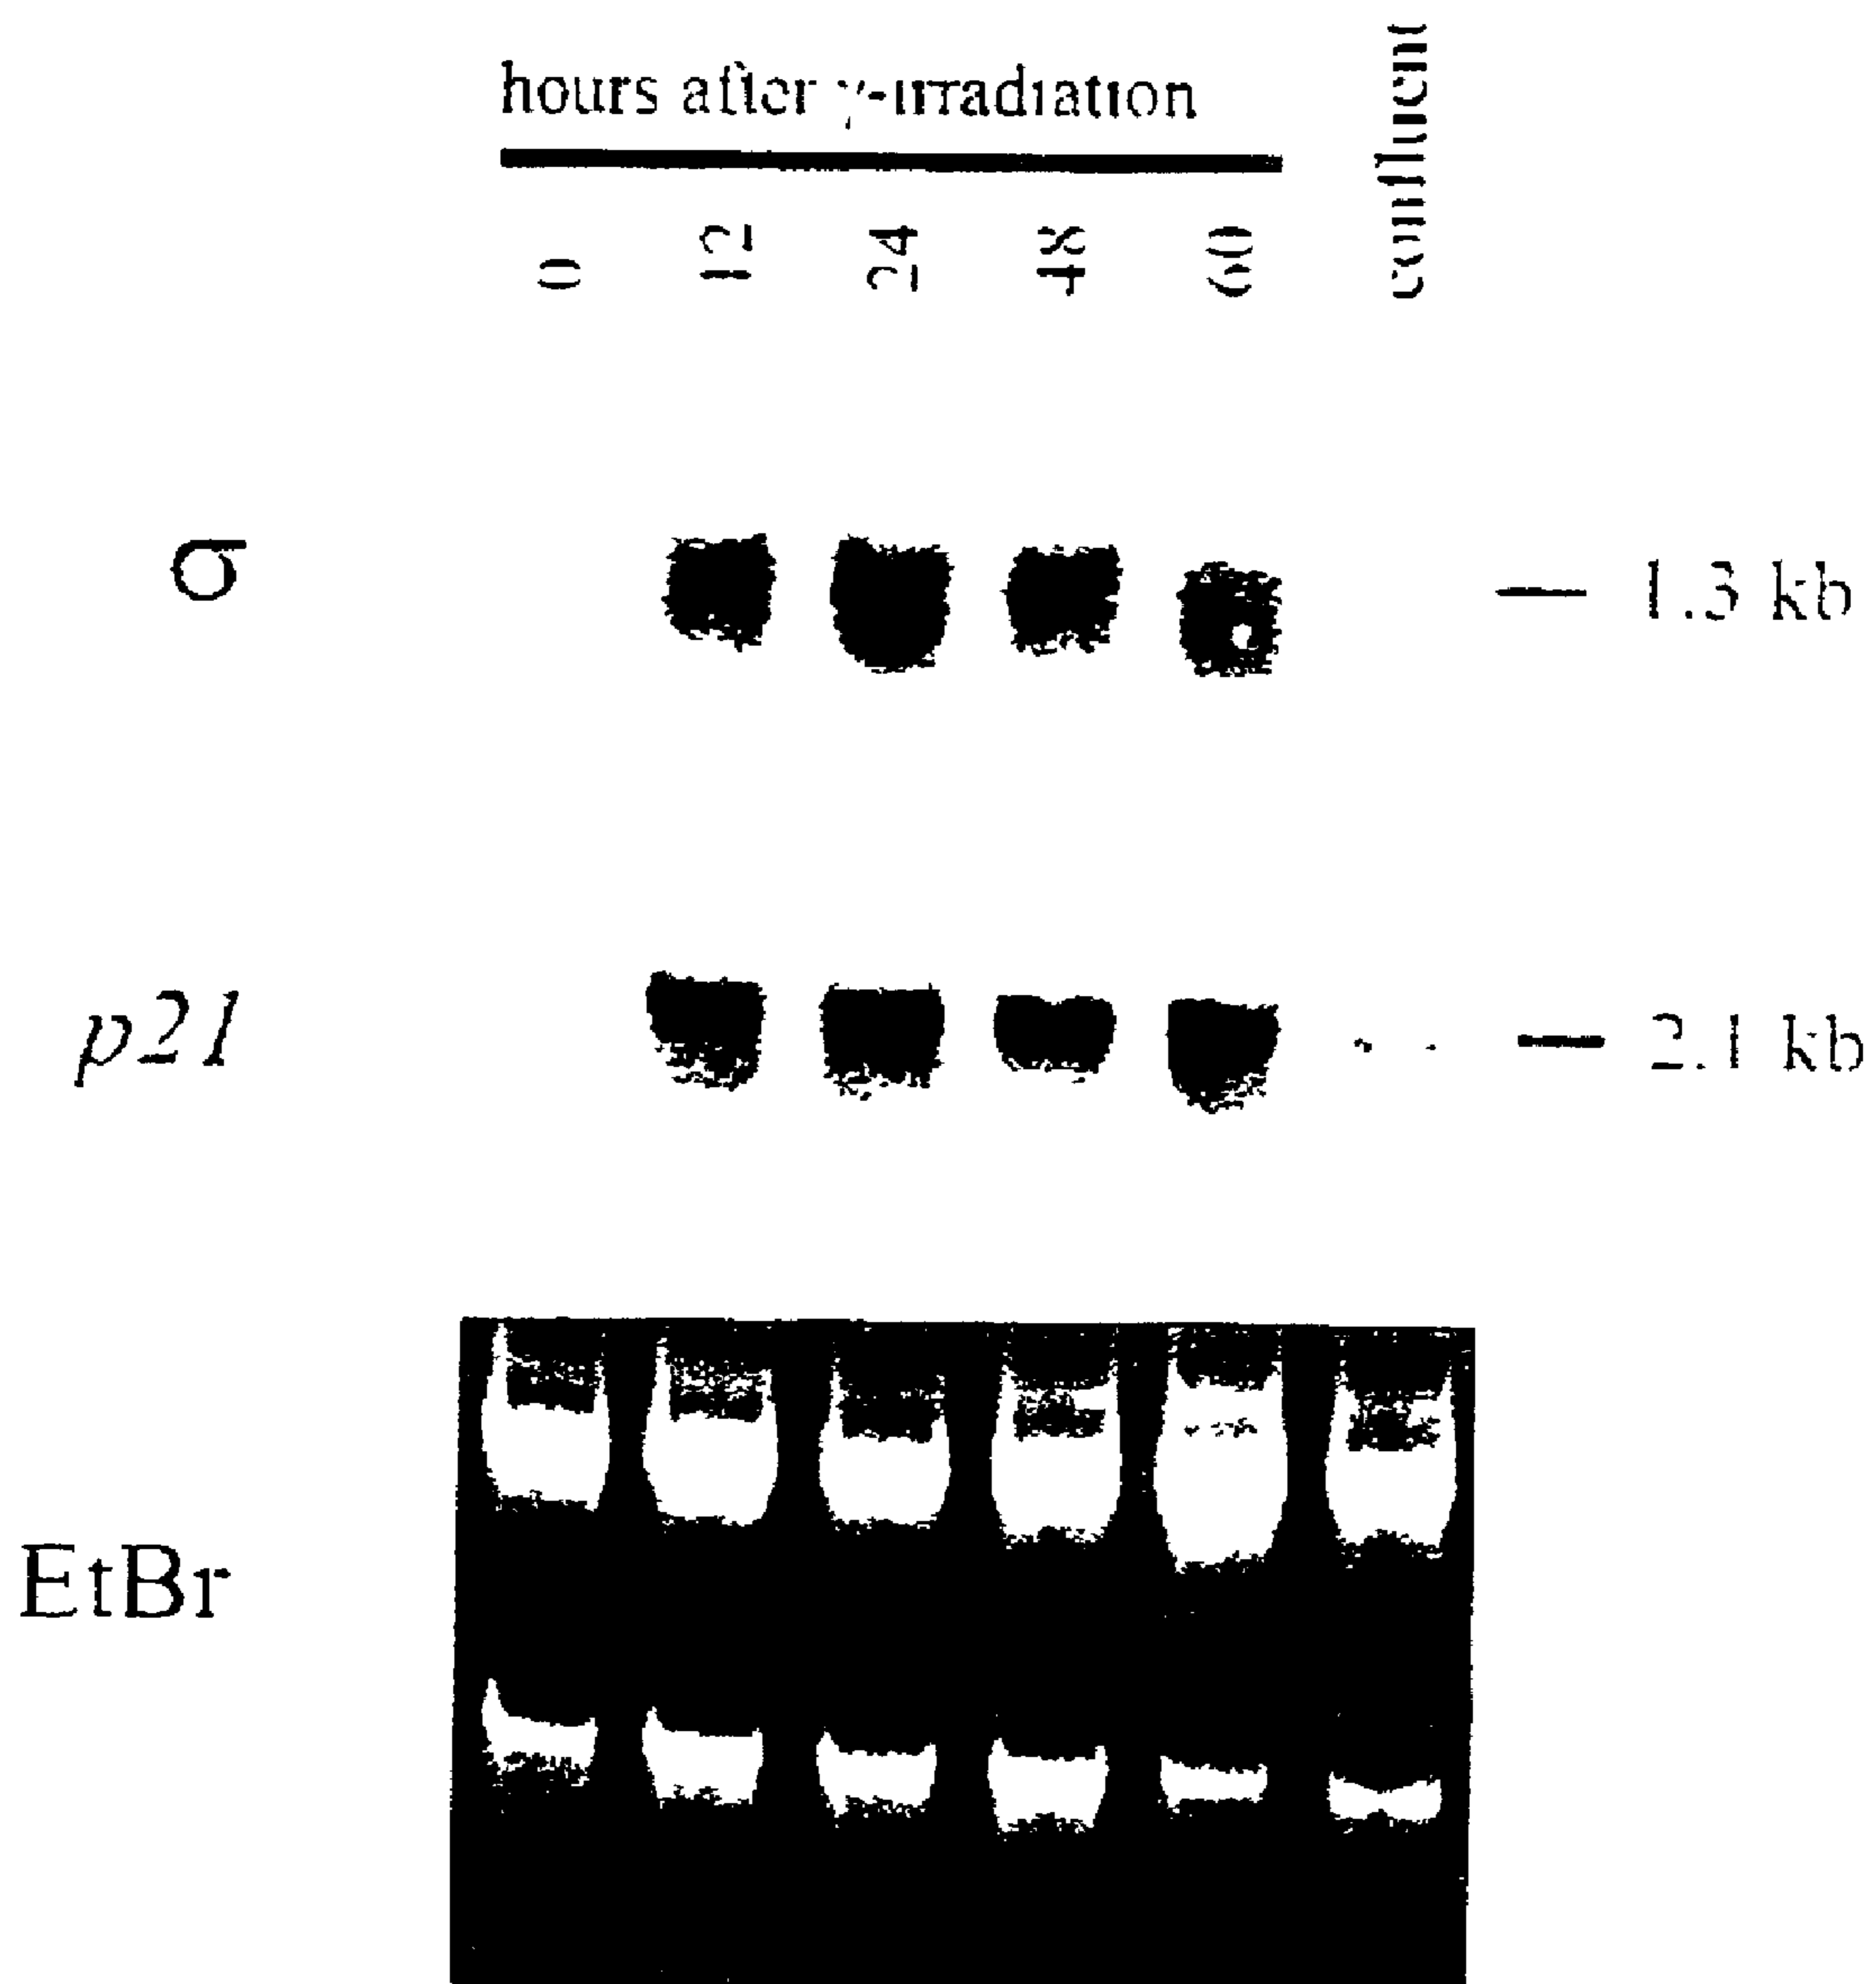 hours after γ-irradiation
0 12 24 48 60 confluent
σ 1.3 kb
p21 2.1 kb
EtBr